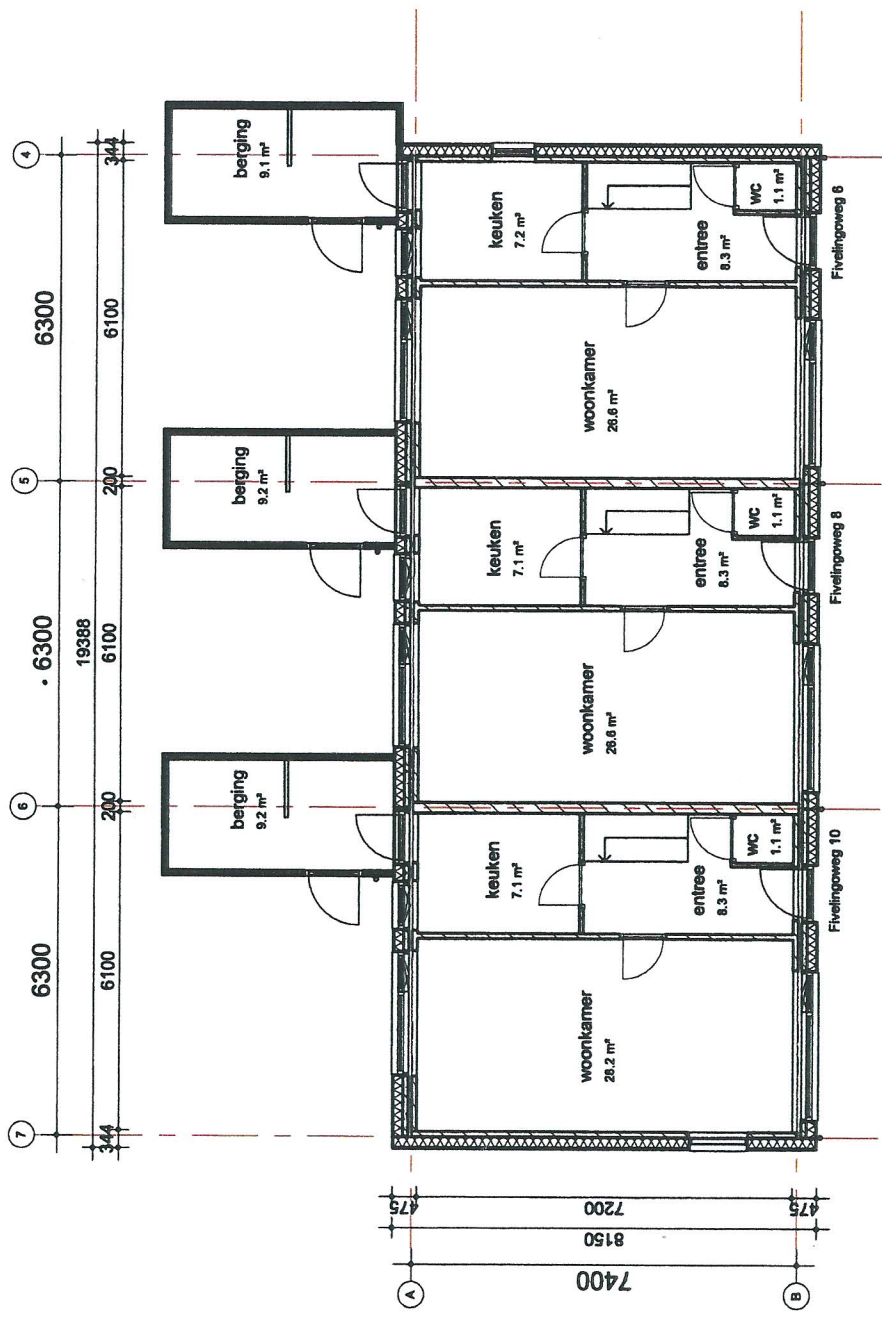 7
6
5
4
6300
6300
6300
19388
344
6100
200
6100
200
6100
344
berging
9.2 m²
berging
9.2 m²
berging
9.1 m²
A
B
7400
8150
475
7200
475
keuken
7.1 m²
keuken
7.1 m²
keuken
7.2 m²
woonkamer
28.2 m²
woonkamer
26.6 m²
woonkamer
26.6 m²
entree
8.3 m²
entree
8.3 m²
entree
8.3 m²
WC
1.1 m²
WC
1.1 m²
WC
1.1 m²
Fivelingoweg 10
Fivelingoweg 8
Fivelingoweg 6